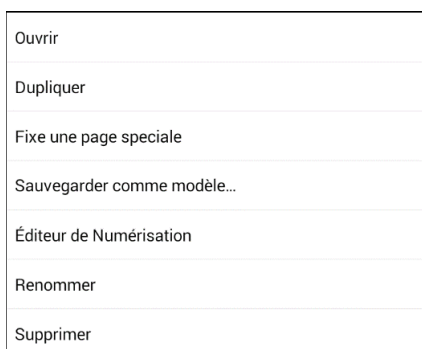 Ouvrir
Dupliquer
Fixe une page speciale
Sauvegarder comme modèle...
Éditeur de Numérisation
Renommer
Supprimer